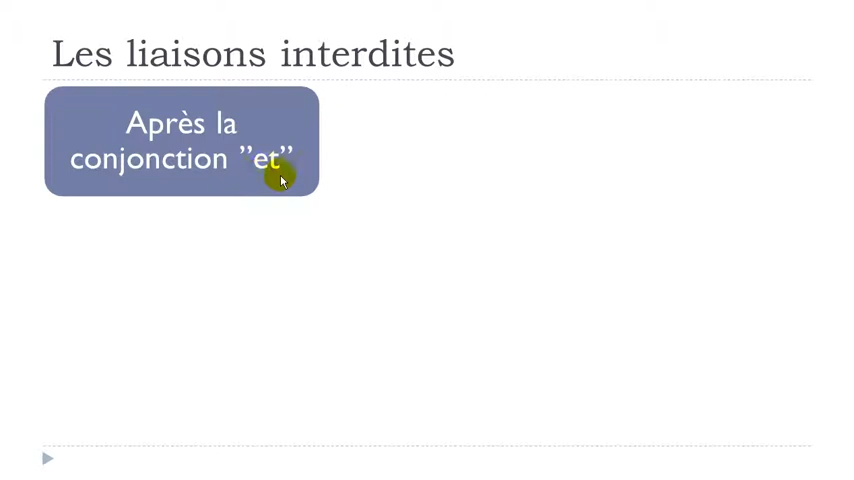 Les liaisons interdites
Après la
conjonction ”et”